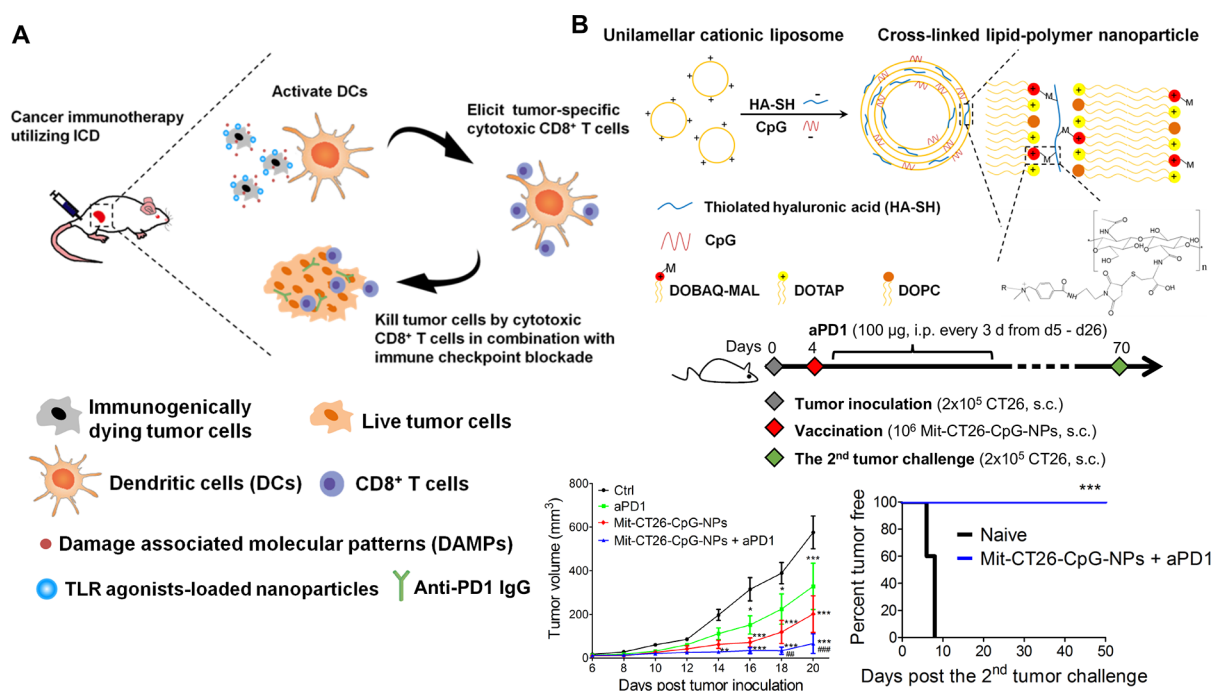 A
Cancer immunotherapy
utilizing ICD
Activate DCs
Elicit tumor-specific
cytotoxic CD8⁺ T cells
Kill tumor cells by cytotoxic
CD8⁺ T cells in combination with
immune checkpoint blockade
Immunogenically
dying tumor cells
Live tumor cells
Dendritic cells (DCs)
CD8⁺ T cells
Damage associated molecular patterns (DAMPs)
TLR agonists-loaded nanoparticles
Anti-PD1 IgG
B
Unilamellar cationic liposome
Cross-linked lipid-polymer nanoparticle
HA-SH
CpG
M
M
M
M
Thiolated hyaluronic acid (HA-SH)
CpG
M
DOBAQ-MAL
DOTAP
DOPC
n
aPD1 (100 µg, i.p. every 3 d from d5 - d26)
Days 0 4 70
Tumor inoculation (2x10⁵ CT26, s.c.)
Vaccination (10⁶ Mit-CT26-CpG-NPs, s.c.)
The 2ⁿᵈ tumor challenge (2x10⁵ CT26, s.c.)
Tumor volume (mm³)
800
600
400
200
0
6 8 10 12 14 16 18 20
Days post tumor inoculation
Ctrl
aPD1
Mit-CT26-CpG-NPs
Mit-CT26-CpG-NPs + aPD1
Percent tumor free
100
80
60
40
20
0
0 10 20 30 40 50
Days post the 2ⁿᵈ tumor challenge
***
Naive
Mit-CT26-CpG-NPs + aPD1